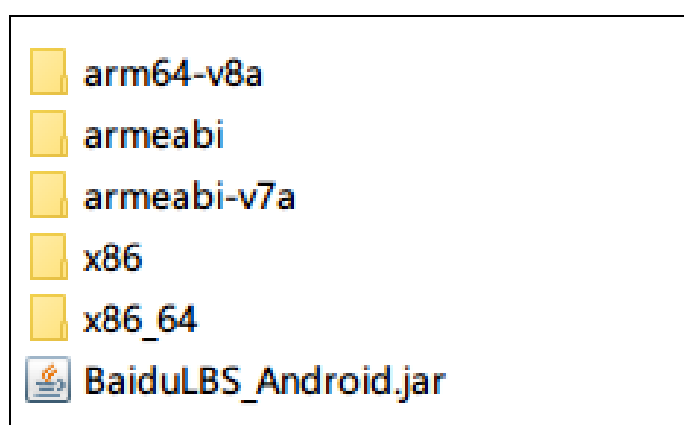 arm64-v8a
armeabi
armeabi-v7a
x86
x86_64
BaiduLBS_Android.jar